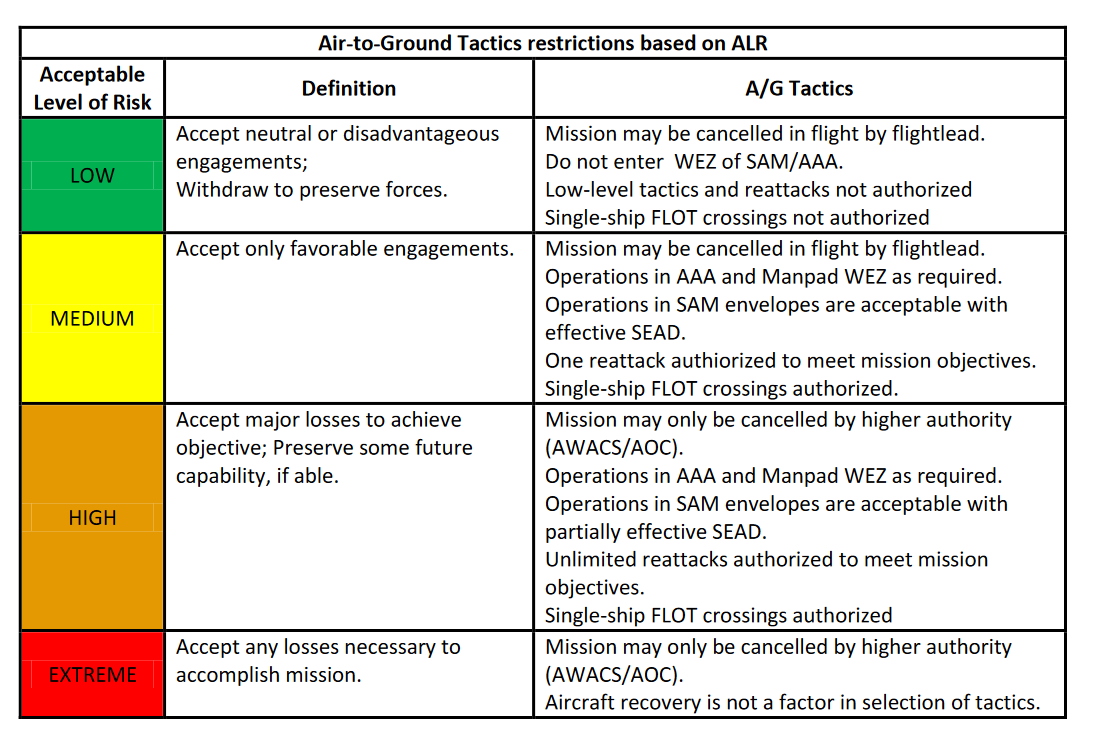 Air-to-Ground Tactics restrictions based on ALR
Acceptable
Level of Risk
Definition
A/G Tactics
LOW
Accept neutral or disadvantageous
engagements;
Withdraw to preserve forces.
Mission may be cancelled in flight by flightlead.
Do not enter  WEZ of SAM/AAA.
Low-level tactics and reattacks not authorized
Single-ship FLOT crossings not authorized
MEDIUM
Accept only favorable engagements.
Mission may be cancelled in flight by flightlead.
Operations in AAA and Manpad WEZ as required.
Operations in SAM envelopes are acceptable with
effective SEAD.
One reattack authiorized to meet mission objectives.
Single-ship FLOT crossings authorized.
HIGH
Accept major losses to achieve
objective; Preserve some future
capability, if able.
Mission may only be cancelled by higher authority
(AWACS/AOC).
Operations in AAA and Manpad WEZ as required.
Operations in SAM envelopes are acceptable with
partially effective SEAD.
Unlimited reattacks authorized to meet mission
objectives.
Single-ship FLOT crossings authorized
EXTREME
Accept any losses necessary to
accomplish mission.
Mission may only be cancelled by higher authority
(AWACS/AOC).
Aircraft recovery is not a factor in selection of tactics.